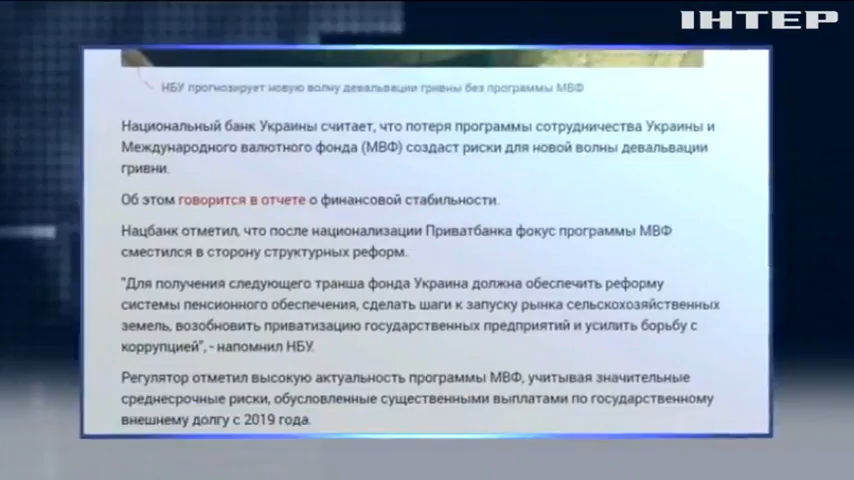 ІНТЕР
НБУ прогнозирует новую волну девальвации гривны без программы МВФ
Национальный банк Украины считает, что потеря программы сотрудничества Украины и
Международного валютного фонда (МВФ) создаст риски для новой волны девальвации
гривни.
Об этом говорится в отчете о финансовой стабильности.
Нацбанк отметил, что после национализации Приватбанка фокус программы МВФ
сместился в сторону структурных реформ.
"Для получения следующего транша фонда Украина должна обеспечить реформу
системы пенсионного обеспечения, сделать шаги к запуску рынка сельскохозяйственных
земель, возобновить приватизацию государственных предприятий и усилить борьбу с
коррупцией", - напомнил НБУ.
Регулятор отметил высокую актуальность программы МВФ, учитывая значительные
среднесрочные риски, обусловленные существенными выплатами по государственному
внешнему долгу с 2019 года.